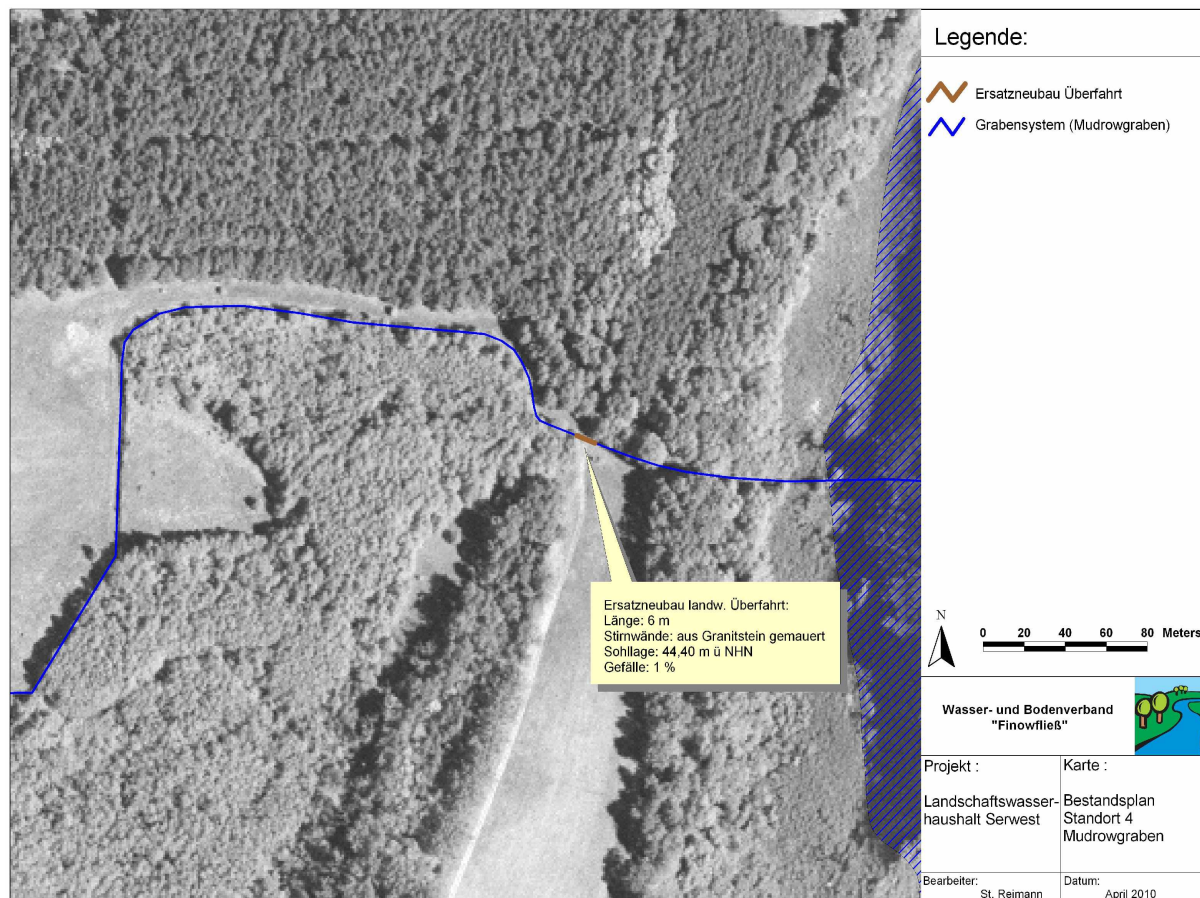 Legende:
Ersatzneubau Überfahrt
Grabensystem (Mudrowgraben)
Ersatzneubau landw. Überfahrt:
Länge: 6 m
Stirnwände: aus Granitstein gemauert
Sohllage: 44,40 m ü NHN
Gefälle: 1 %
N
0 20 40 60 80 Meters
Wasser- und Bodenverband
"Finowfließ"
Projekt :
Landschaftswasser-
haushalt Serwest
Karte :
Bestandsplan
Standort 4
Mudrowgraben
Bearbeiter:
St. Reimann
Datum:
April 2010